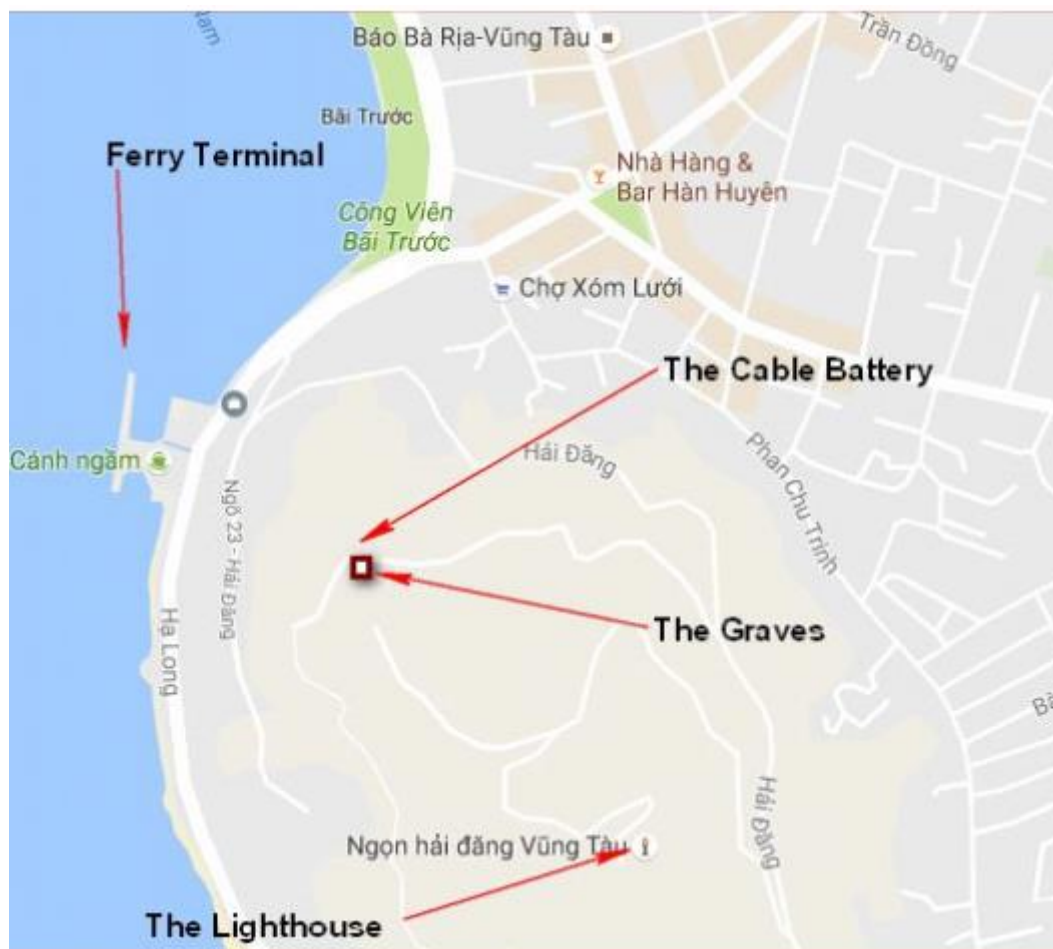 Nam
Báo Bà Rịa-Vũng Tàu
Trần Đồng
Bãi Trước
Ferry Terminal
Nhà Hàng &
Bar Hàn Huyên
Công Viên
Bãi Trước
Chợ Xóm Lưới
The Cable Battery
Hải Đăng
Phan Chu Trinh
Cánh ngầm
Ngõ 23 - Hải Đăng
Hạ Long
The Graves
Hải Đăng
Ngọn hải đăng Vũng Tàu
The Lighthouse